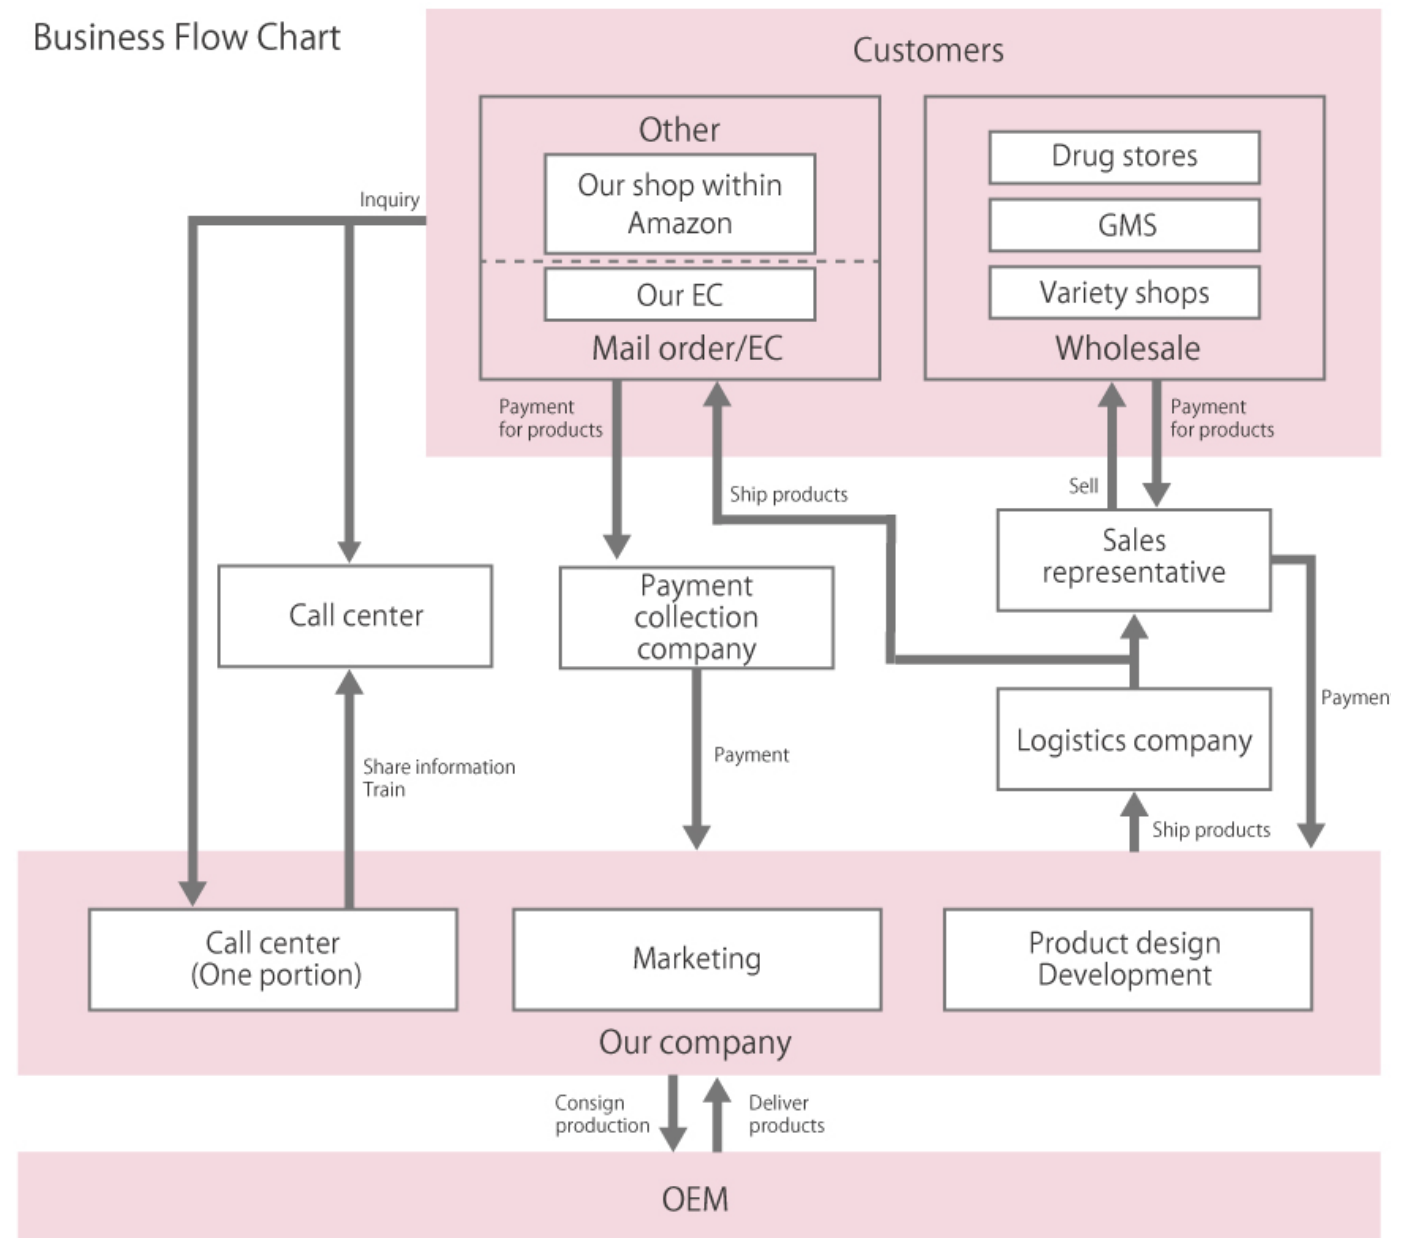 Business Flow Chart
Customers
Other
Our shop within
Amazon
Our EC
Mail order/EC
Drug stores
GMS
Variety shops
Wholesale
Inquiry
Payment
for products
Ship products
Sell
Payment
for products
Call center
Payment
collection
company
Sales
representative
Logistics company
Share information
Train
Payment
Ship products
Paymen
Call center
(One portion)
Marketing
Product design
Development
Our company
Consign
production
Deliver
products
OEM